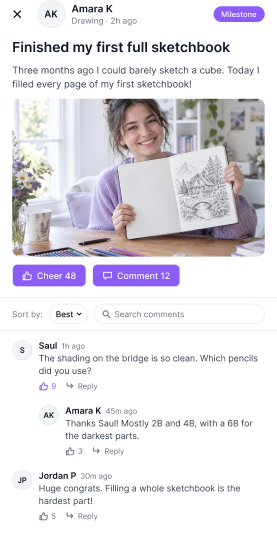 AK
Amara K
Drawing · 2h ago
Milestone
Finished my first full sketchbook
Three months ago I could barely sketch a cube. Today I
filled every page of my first sketchbook!
Cheer 48
Comment 12
Sort by:
Best
Search comments
S
Saul 1h ago
The shading on the bridge is so clean. Which pencils
did you use?
9 Reply
AK
Amara K 45m ago
Thanks Saul! Mostly 2B and 4B, with a 6B for
the darkest parts.
3 Reply
JP
Jordan P 30m ago
Huge congrats. Filling a whole sketchbook is the
hardest part!
5 Reply